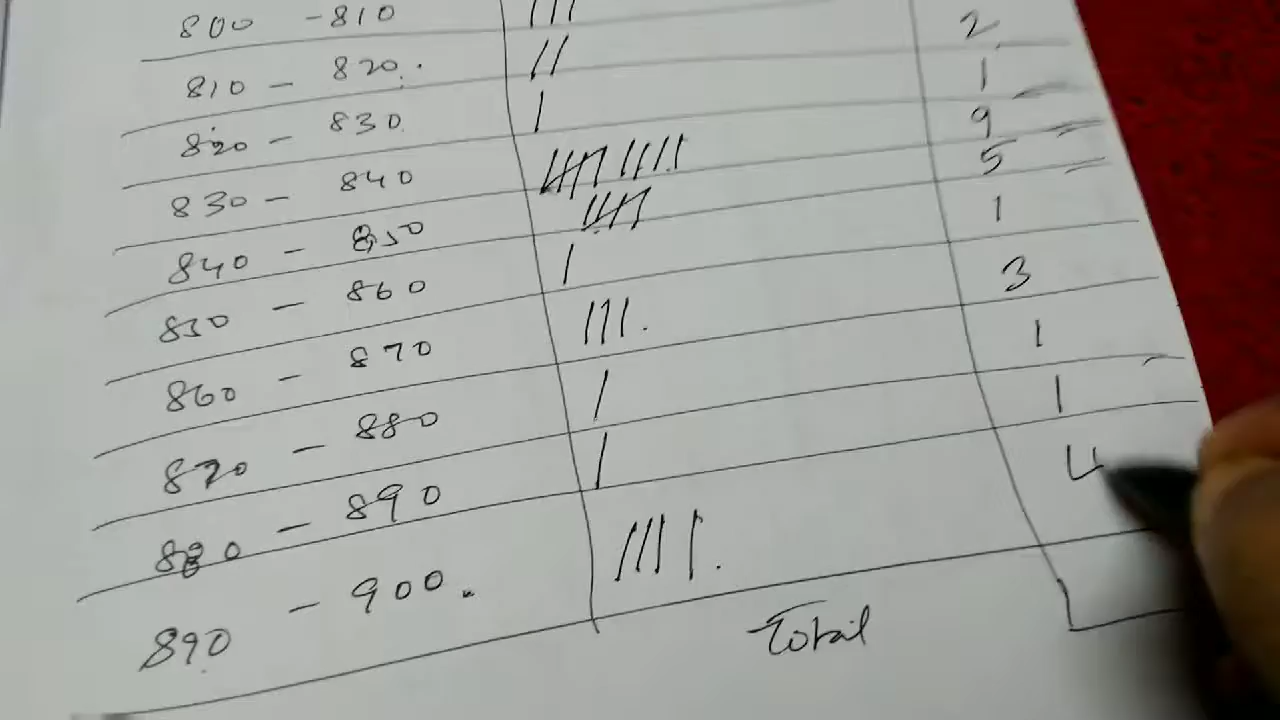 800 - 810 |||
810 - 820. || 2
820 - 830 | 1
830 - 840 |||| |||| 9
840 - 850 |||| 5
850 - 860 | 1
860 - 870 |||. 3
870 - 880 | 1
880 - 890 | 1
890 - 900. ||||. 4
Total